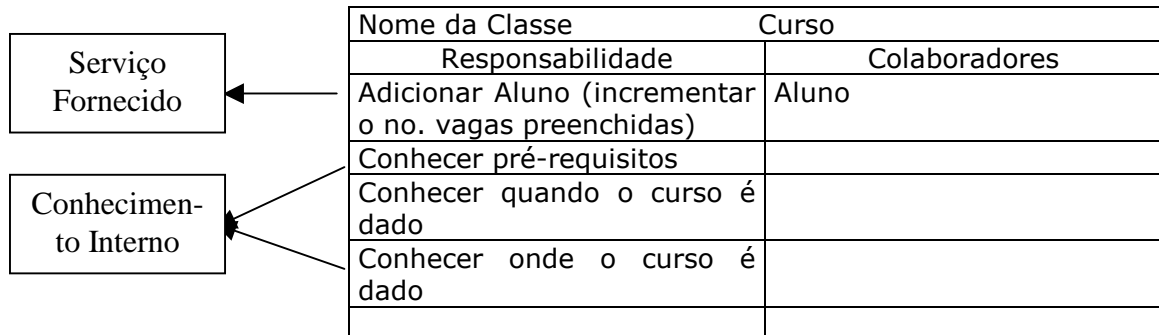 Nome da Classe Curso
Responsabilidade Colaboradores
Serviço
Fornecido
Adicionar Aluno (incrementar Aluno
o no. vagas preenchidas)
Conhecer pré-requisitos
Conhecimen-
to Interno
Conhecer quando o curso é
dado
Conhecer onde o curso é
dado